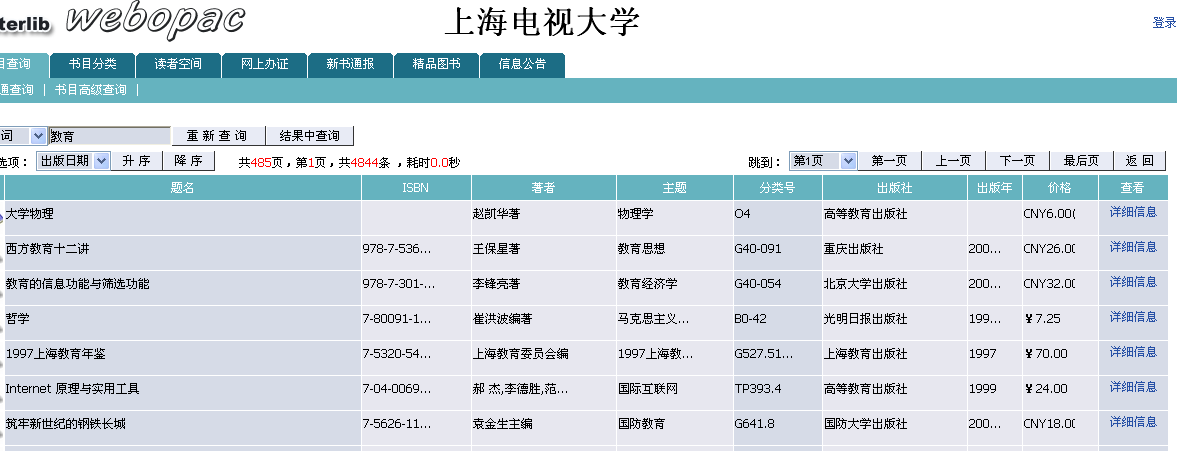 terlib webopac 上海电视大学 登录
目查询 书目分类 读者空间 网上办证 新书通报 精品图书 信息公告
通查询 | 书目高级查询 |
词 教育 重新查询 结果中查询
选项： 出版日期 升 序 降 序 共485页，第1页，共4844条 ，耗时0.0秒 跳到： 第1页 第一页 上一页 下一页 最后页 返 回
题名 ISBN 著者 主题 分类号 出版社 出版年 价格 查看
大学物理 赵凯华著 物理学 O4 高等教育出版社 CNY6.00( 详细信息
西方教育十二讲 978-7-536... 王保星著 教育思想 G40-091 重庆出版社 200... CNY26.00 详细信息
教育的信息功能与筛选功能 978-7-301-... 李锋亮著 教育经济学 G40-054 北京大学出版社 200... CNY32.00 详细信息
哲学 7-80091-1... 崔洪波编著 马克思主义... B0-42 光明日报出版社 199... ￥7.25 详细信息
1997上海教育年鉴 7-5320-54... 上海教育委员会编 1997上海教... G527.51... 上海教育出版社 1997 ￥70.00 详细信息
Internet 原理与实用工具 7-04-0069... 郝 杰,李德胜,范... 国际互联网 TP393.4 高等教育出版社 1999 ￥24.00 详细信息
筑牢新世纪的钢铁长城 7-5626-11... 袁金生主编 国防教育 G641.8 国防大学出版社 200... CNY18.00 详细信息